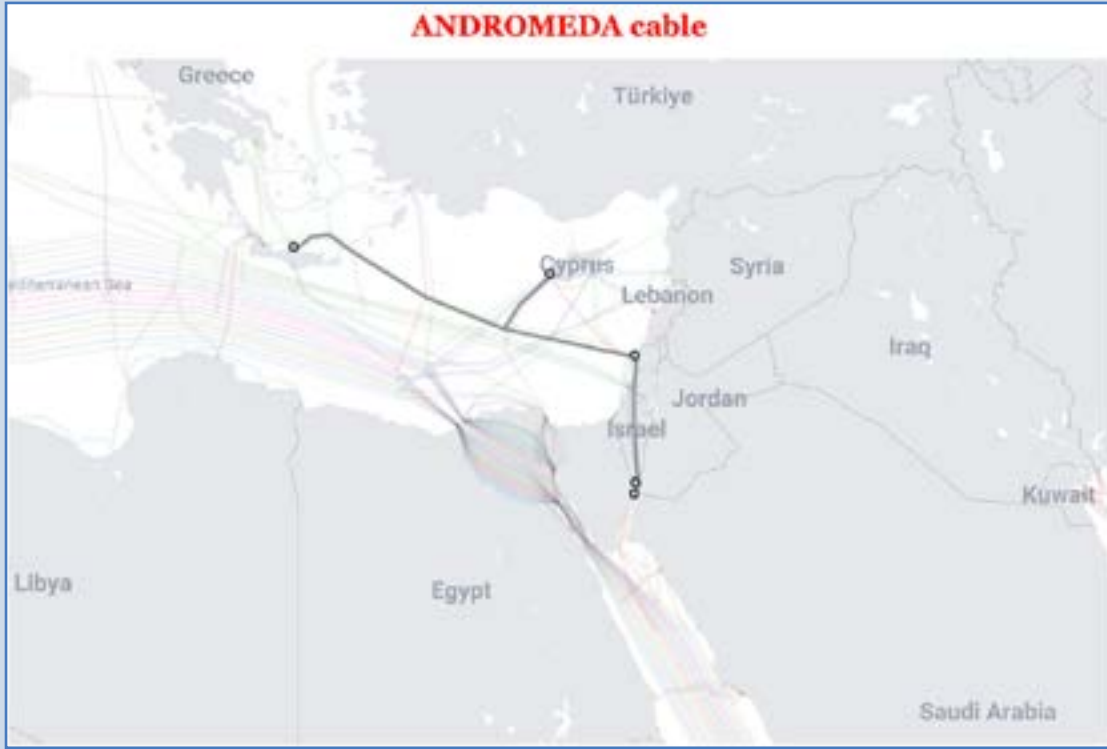 ANDROMEDA cable
Greece
Türkiye
Cyprus
Syria
Lebanon
Iraq
Jordan
Israel
Kuwait
Libya
Egypt
Saudi Arabia